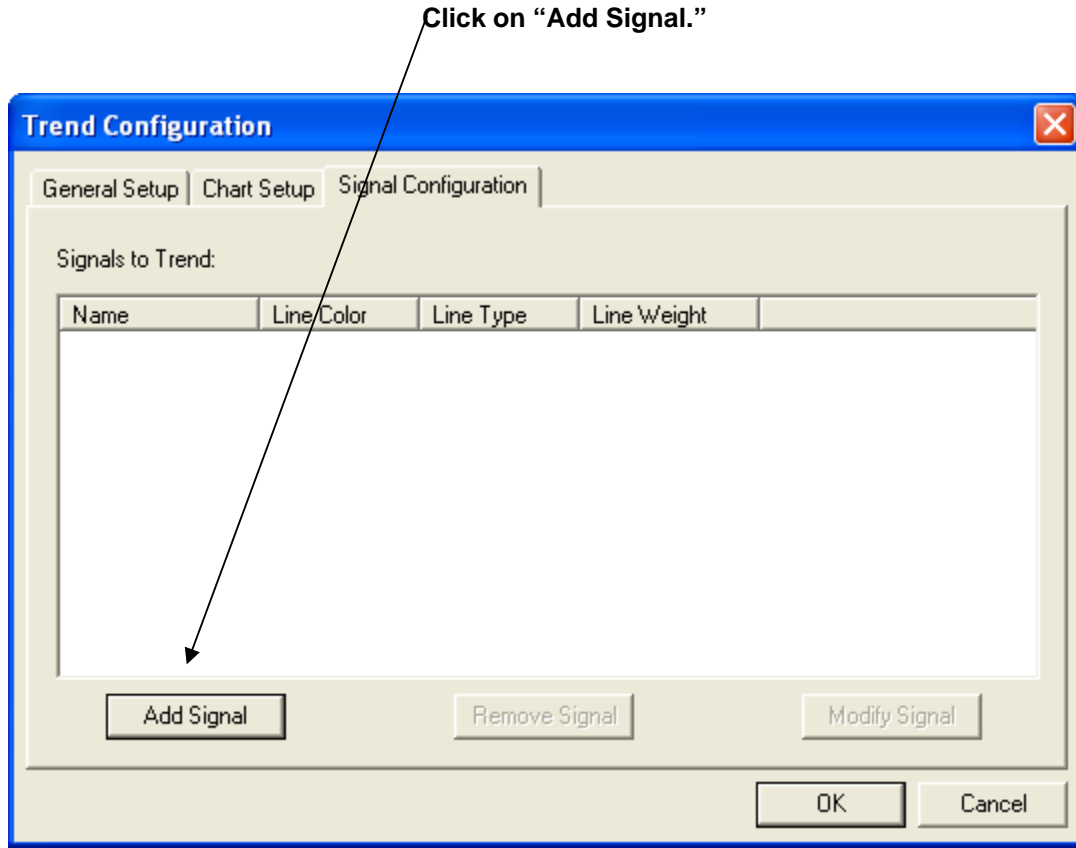 Click on “Add Signal.”
Trend Configuration
General Setup Chart Setup Signal Configuration
Signals to Trend:
Name Line Color Line Type Line Weight
Add Signal Remove Signal Modify Signal
OK Cancel